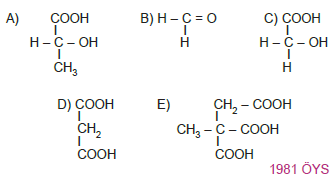 A) COOH B) H – C = O C) COOH
H – C – OH H H – C – OH
CH₃ H
D) COOH E) CH₂ – COOH
CH₂ CH₃ – C – COOH
COOH COOH
1981 ÖYS